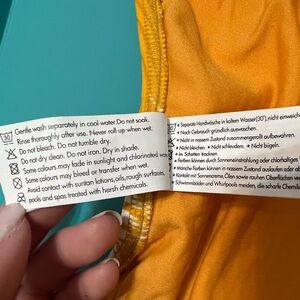 30
Gentle wash separately in cool water.Do not soak.
Rinse thoroughly after use. Never roll up when wet.
Do not bleach. Do not tumble dry.
Do not dry clean. Do not iron. Dry in shade.
Some colours may fade in sunlight and chlorinated
Some colours may bleed or transfer when wet.
Avoid contact with suntan lotions,oils,rough surfaces,
pools and spas treated with harsh chemicals.
30
• Separate Handwäsche in kaltem Wasser(30°),nicht einweichen
• Nach Gebrauch gründlich auswaschen.
• Nicht in nassem Zustand zusammengerollt aufbewahren.
• Nicht bleichen. • Nicht schleudern. • Nicht bügeln.
• Im Schatten trocknen
• Farben können durch Sonneneinstrahlung oder chlorhaltiges
• Manche Farben können in nassem Zustand auslaufen oder
• Kontakt mit Sonnencreme,Ölen sowie rauhen Oberflächen
Schwimmbäder und Whirlpools meiden, die scharfe